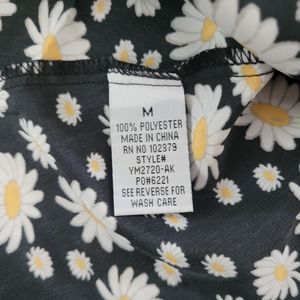 M
100% POLYESTER
MADE IN CHINA
RN NO 102379
STYLE#
YM2720-AK
PO#6221
SEE REVERSE FOR
WASH CARE